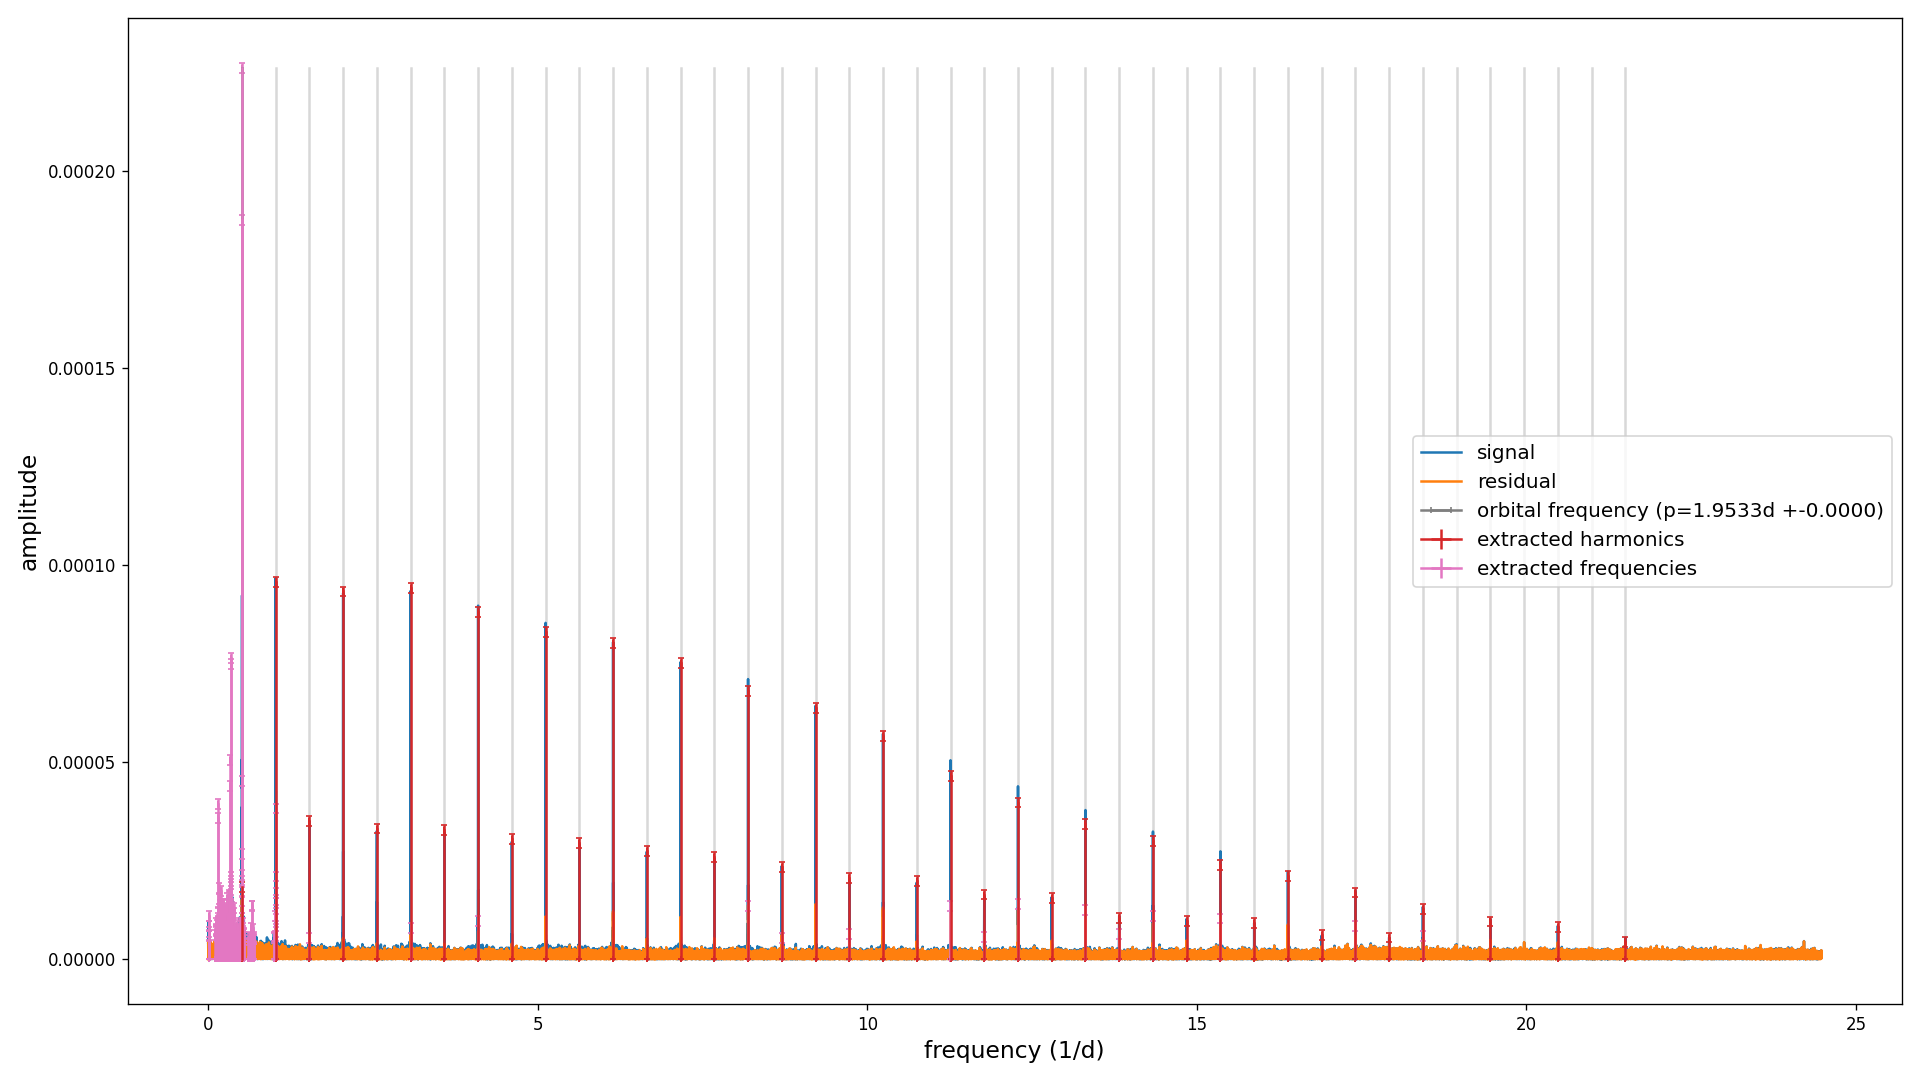 0.00020
0.00015
0.00010
0.00005
0.00000
amplitude
0 5 10 15 20 25
frequency (1/d)
signal
residual
orbital frequency (p=1.9533d +-0.0000)
extracted harmonics
extracted frequencies